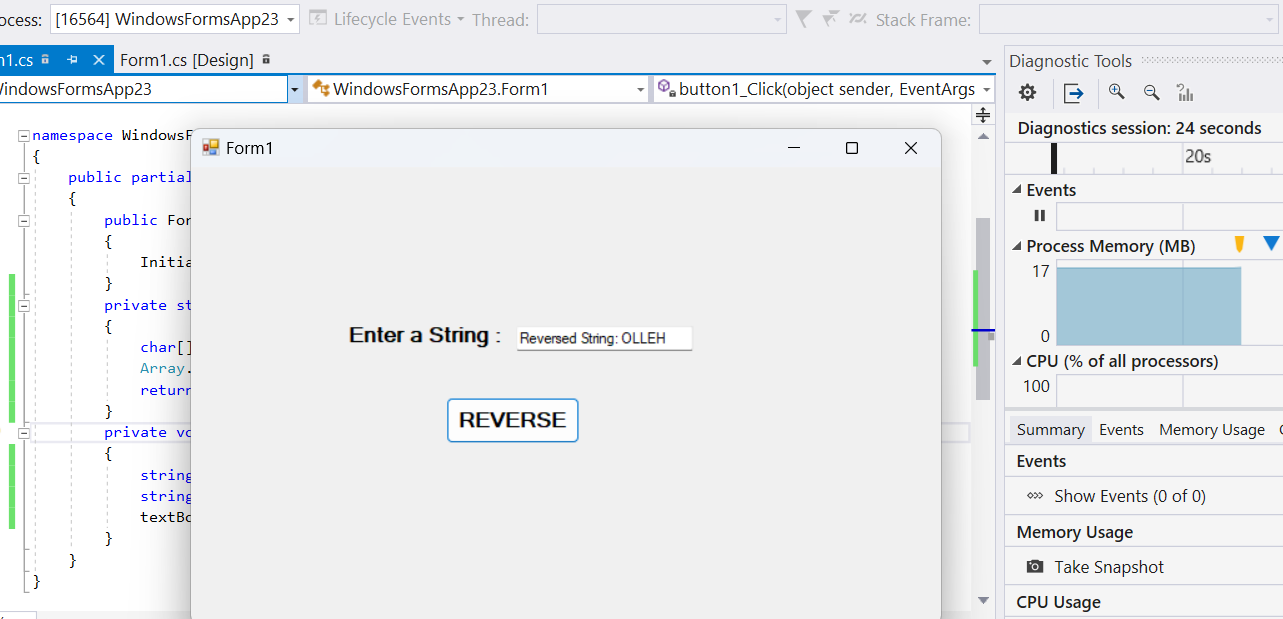 ocess: [16564] WindowsFormsApp23 Lifecycle Events Thread: Stack Frame:
n1.cs Form1.cs [Design]
WindowsFormsApp23 WindowsFormsApp23.Form1 button1_Click(object sender, EventArgs
namespace WindowsF
{
public partial
{
public For
{
Initia
}
private st
{
char[]
Array.
return
}
private vo
{
string
string
textBo
}
}
}
Form1
Enter a String :
Reversed String: OLLEH
REVERSE
Diagnostic Tools
Diagnostics session: 24 seconds
20s
Events
Process Memory (MB)
17
0
CPU (% of all processors)
100
Summary Events Memory Usage
Events
Show Events (0 of 0)
Memory Usage
Take Snapshot
CPU Usage